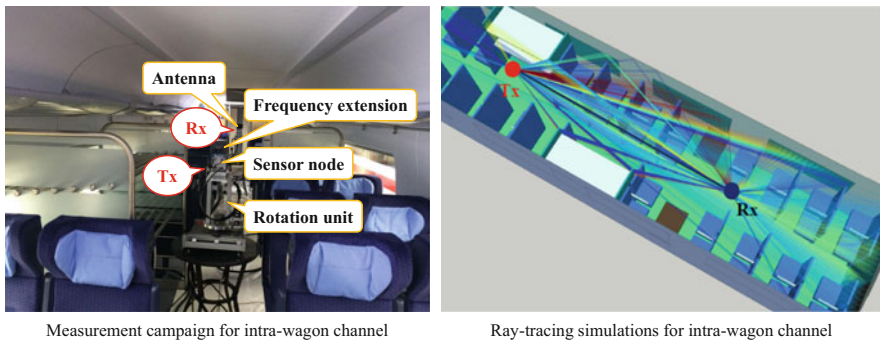 Antenna
Frequency extension
Rx
Sensor node
Tx
Rotation unit
Tx
Rx
Measurement campaign for intra-wagon channel
Ray-tracing simulations for intra-wagon channel